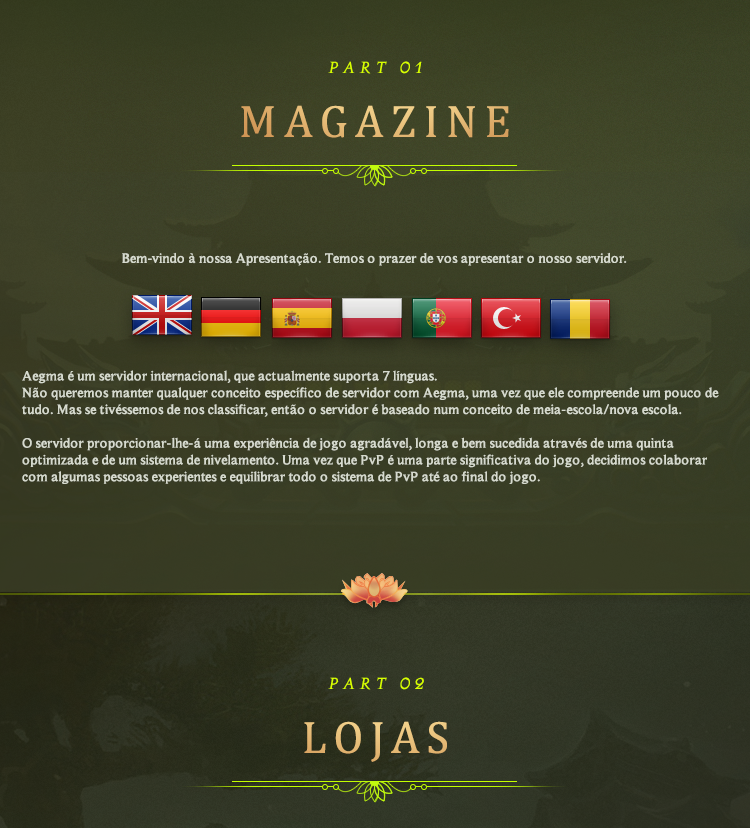 PART 01
MAGAZINE
Bem-vindo à nossa Apresentação. Temos o prazer de vos apresentar o nosso servidor.
Aegma é um servidor internacional, que actualmente suporta 7 línguas.
Não queremos manter qualquer conceito específico de servidor com Aegma, uma vez que ele compreende um pouco de
tudo. Mas se tivéssemos de nos classificar, então o servidor é baseado num conceito de meia-escola/nova escola.
O servidor proporcionar-lhe-á uma experiência de jogo agradável, longa e bem sucedida através de uma quinta
optimizada e de um sistema de nivelamento. Uma vez que PvP é uma parte significativa do jogo, decidimos colaborar
com algumas pessoas experientes e equilibrar todo o sistema de PvP até ao final do jogo.
PART 02
LOJAS